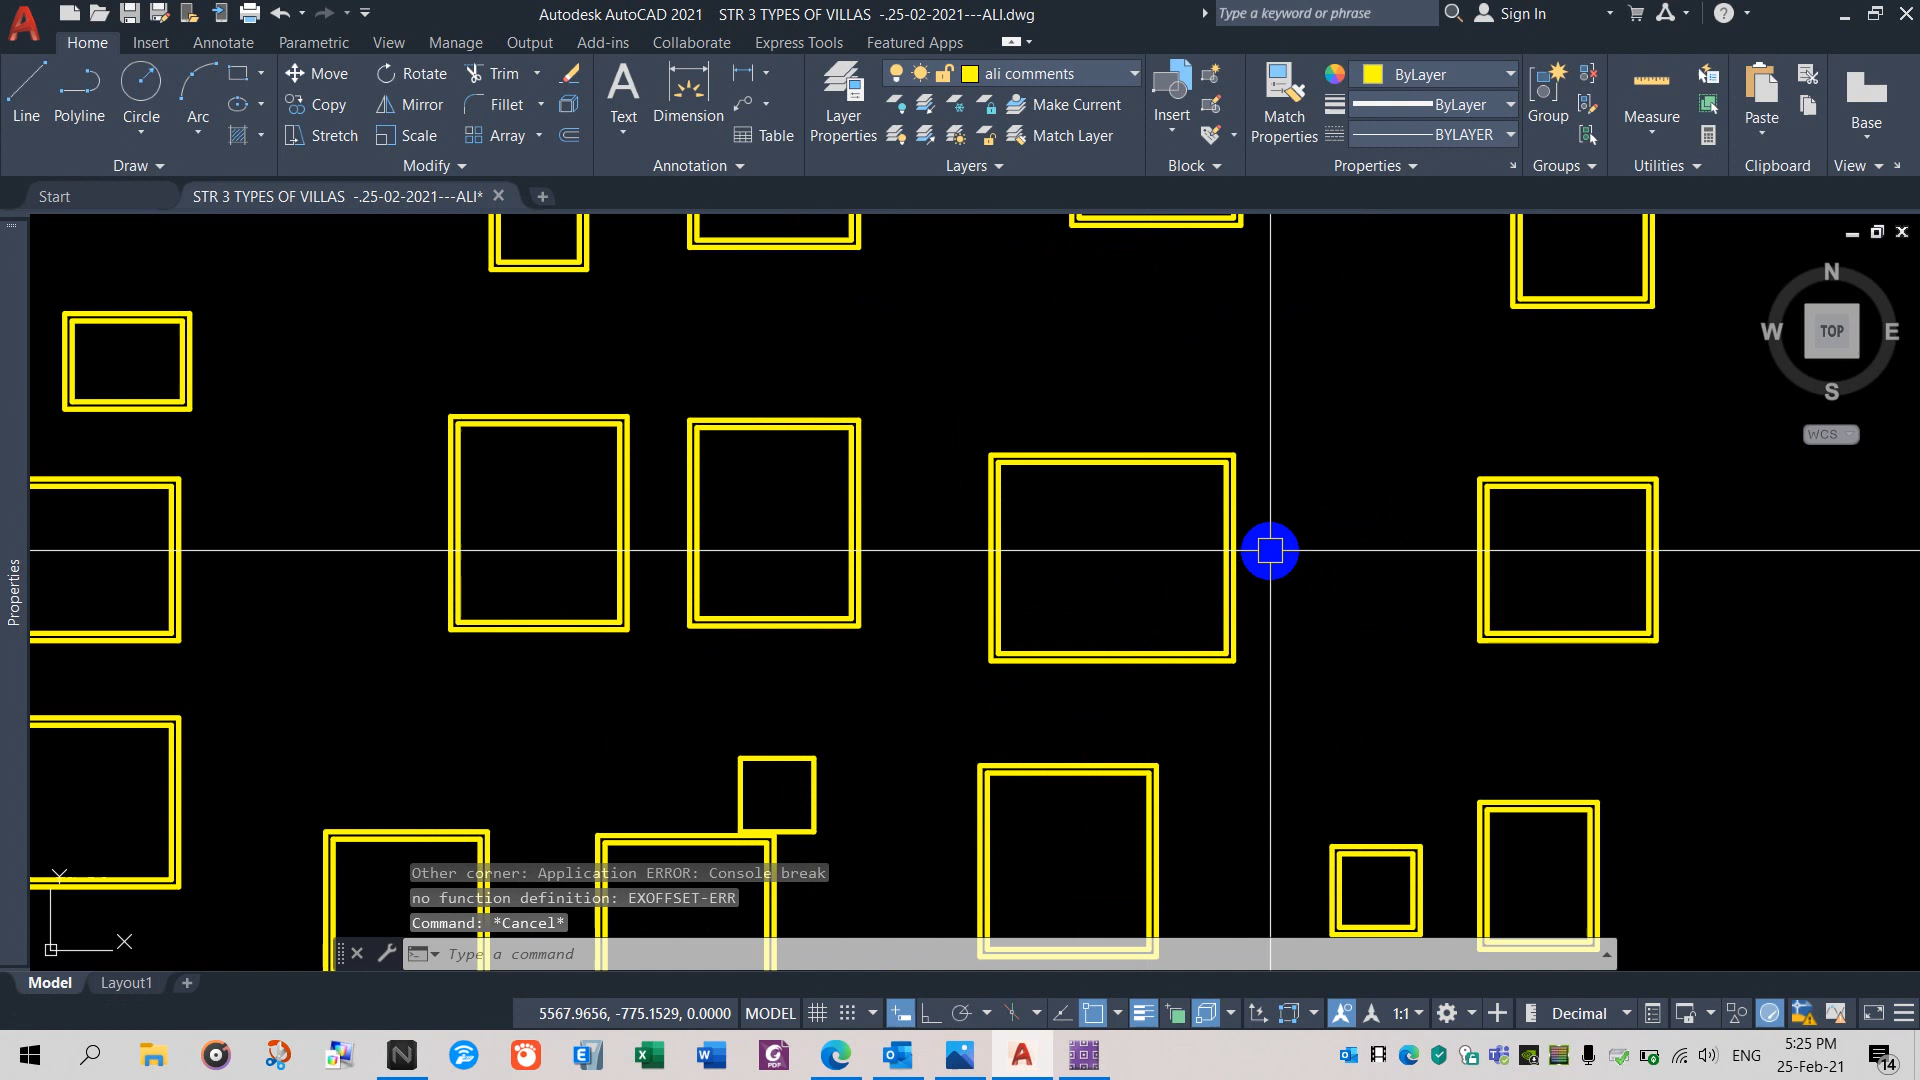 Autodesk AutoCAD 2021 STR 3 TYPES OF VILLAS -.25-02-2021---ALI.dwg
Type a keyword or phrase
Sign In
Home Insert Annotate Parametric View Manage Output Add-ins Collaborate Express Tools Featured Apps
Line Polyline Circle Arc
Draw
Move Rotate Trim
Copy Mirror Fillet
Stretch Scale Array
Modify
Text Dimension Table
Annotation
Layer Properties
ali comments
Make Current
Match Layer
Layers
Insert
Block
Match Properties
ByLayer
ByLayer
BYLAYER
Properties
Group
Groups
Measure
Utilities
Paste
Clipboard
Base
View
Start
STR 3 TYPES OF VILLAS -.25-02-2021---ALI*
N
W TOP E
S
WCS
Properties
Y
X
Other corner: Application ERROR: Console break
no function definition: EXOFFSET-ERR
Command: *Cancel*
Type a command
Model Layout1
5567.9656, -775.1529, 0.0000 MODEL
1:1
Decimal
ENG
5:25 PM
25-Feb-21
14